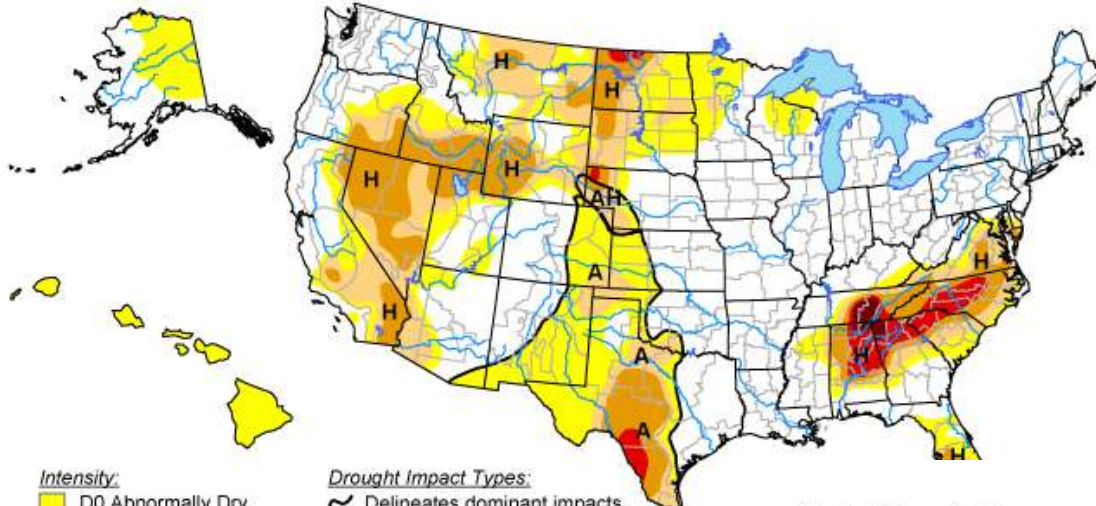 H
H
H
H
AH
A
H
H
A
H
A
H
Intensity:
Drought Impact Types:
D0 Abnormally Dry
Delineates dominant impacts